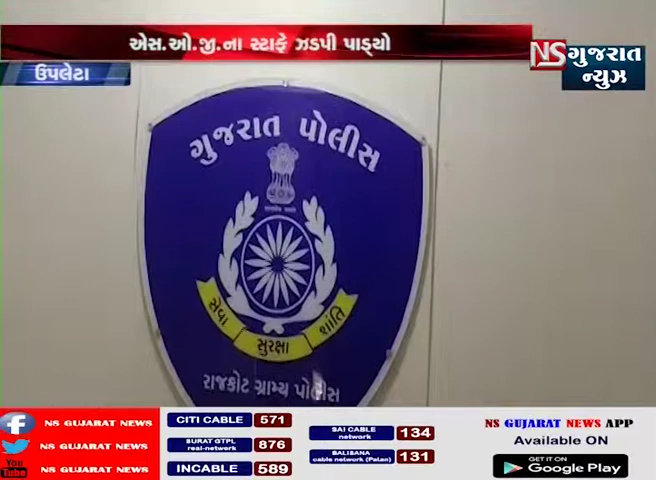 એસ.ઓ.જી.ના સ્ટાફે ઝડપી પાડ્યો
NS ગુજરાત
ન્યુઝ
ઉપલેટા
ગુજરાત પોલીસ
સેવા
સુરક્ષા
શાંતિ
રાજકોટ ગ્રામ્ય પોલીસ
NS GUJARAT NEWS
NS GUJARAT NEWS
You Tube NS GUJARAT NEWS
CITI CABLE 571
SURAT GTPL
real-network 876
INCABLE 589
SAI CABLE
network 134
BALISANA
cable network (Patan) 131
NS GUJARAT NEWS APP
Available ON
GET IT ON
Google Play